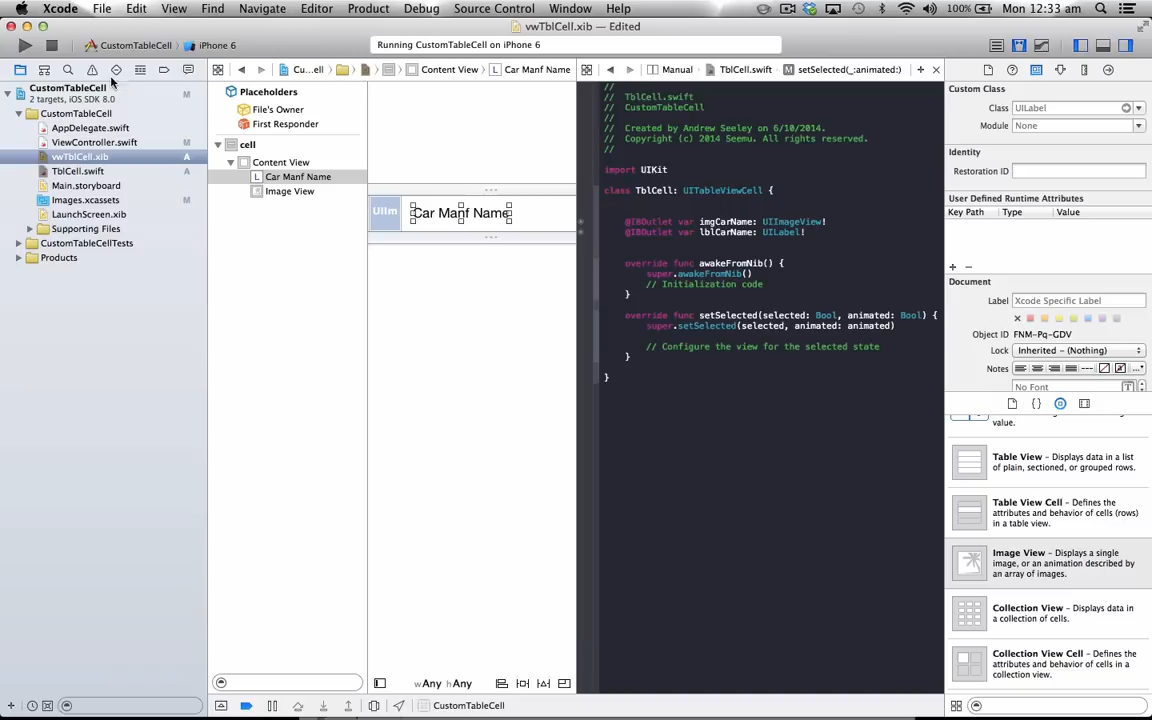 Xcode File Edit View Find Navigate Editor Product Debug Source Control Window Help 100% Mon 12:33 am
vwTblCell.xib — Edited
CustomTableCell iPhone 6
Running CustomTableCell on iPhone 6
Cu...ell Content View L Car Manf Name
Manual TblCell.swift M setSelected(_:animated:)
CustomTableCell M
2 targets, iOS SDK 8.0
CustomTableCell
AppDelegate.swift
ViewController.swift M
vwTblCell.xib A
TblCell.swift A
Main.storyboard
Images.xcassets M
LaunchScreen.xib
Supporting Files
CustomTableCellTests
Products
Placeholders
File's Owner
First Responder
cell
Content View
L Car Manf Name
Image View
UIIm
Car Manf Name
wAny hAny
//
// TblCell.swift
// CustomTableCell
//
// Created by Andrew Seeley on 6/10/2014.
// Copyright (c) 2014 Seemu. All rights reserved.
//
import UIKit
class TblCell: UITableViewCell {
@IBOutlet var imgCarName: UIImageView!
@IBOutlet var lblCarName: UILabel!
override func awakeFromNib() {
super.awakeFromNib()
// Initialization code
}
override func setSelected(selected: Bool, animated: Bool) {
super.setSelected(selected, animated: animated)
// Configure the view for the selected state
}
}
Custom Class
Class UILabel
Module None
Identity
Restoration ID
User Defined Runtime Attributes
Key Path Type Value
Document
Label Xcode Specific Label
Object ID FNM-Pq-GDV
Lock Inherited - (Nothing)
Notes
No Font
value.
Table View - Displays data in a list of plain, sectioned, or grouped rows.
Table View Cell - Defines the attributes and behavior of cells (rows) in a table view.
Image View - Displays a single image, or an animation described by an array of images.
Collection View - Displays data in a collection of cells.
Collection View Cell - Defines the attributes and behavior of cells in a collection view.
CustomTableCell